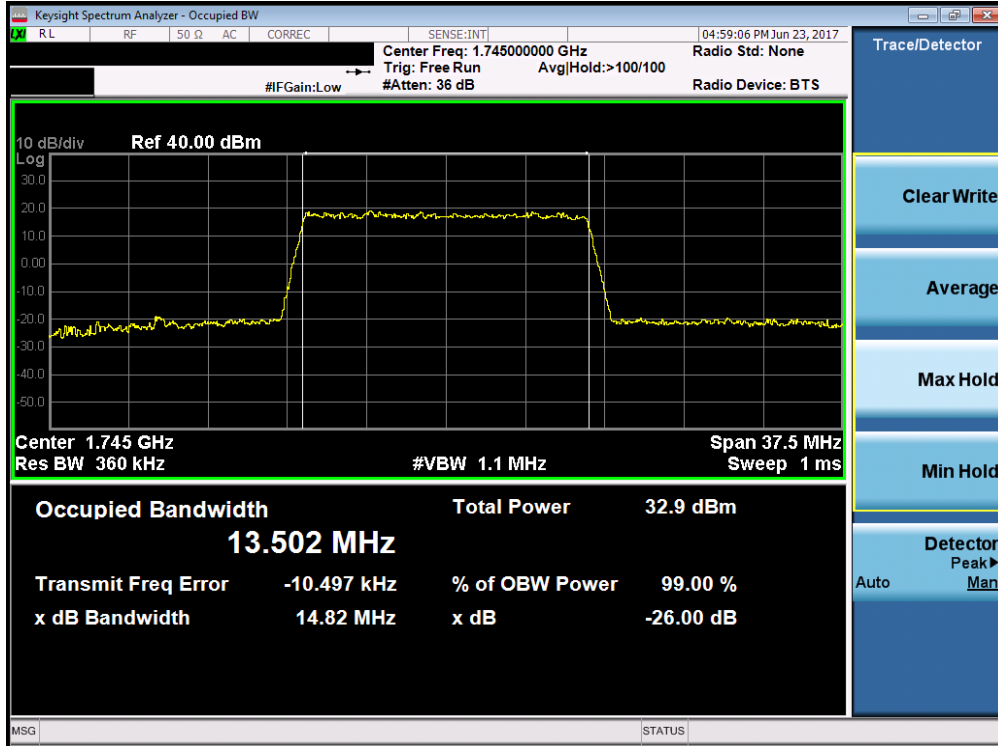 Keysight Spectrum Analyzer - Occupied BW
LXI RL RF 50 Ω AC CORREC SENSE:INT 04:59:06 PM Jun 23, 2017
Center Freq: 1.745000000 GHz Radio Std: None
Trig: Free Run Avg|Hold:>100/100
#IFGain:Low #Atten: 36 dB Radio Device: BTS
Trace/Detector
10 dB/div Ref 40.00 dBm
Log
30.0
20.0
10.0
0.00
-10.0
-20.0
-30.0
-40.0
-50.0
Center 1.745 GHz Span 37.5 MHz
Res BW 360 kHz #VBW 1.1 MHz Sweep 1 ms
Occupied Bandwidth Total Power 32.9 dBm
13.502 MHz
Transmit Freq Error -10.497 kHz % of OBW Power 99.00 %
x dB Bandwidth 14.82 MHz x dB -26.00 dB
Clear Write
Average
Max Hold
Min Hold
Detector
Peak▶
Auto Man
MSG STATUS